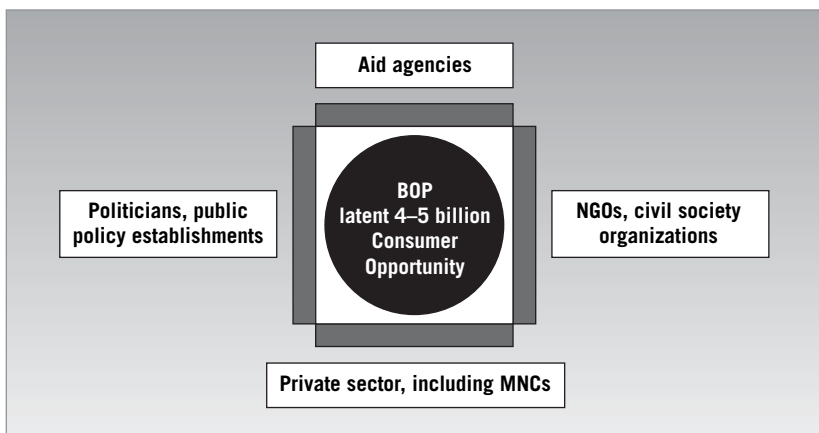 Aid agencies
Politicians, public
policy establishments
BOP
latent 4–5 billion
Consumer
Opportunity
NGOs, civil society
organizations
Private sector, including MNCs